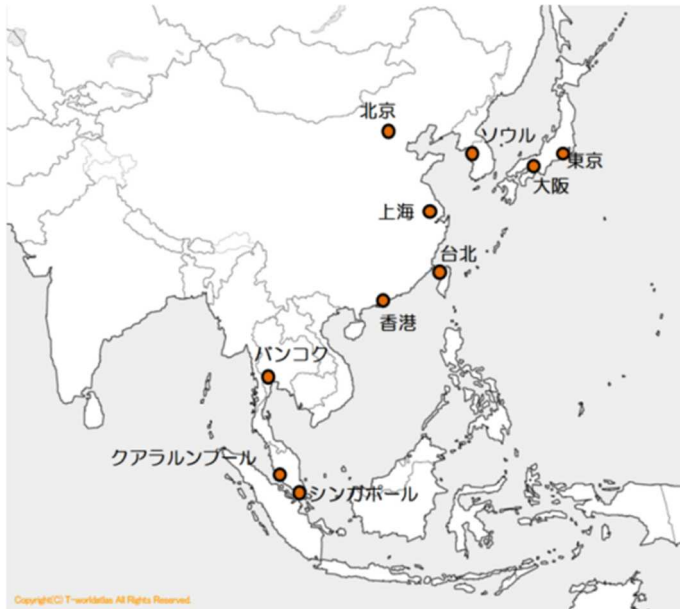 北京
ソウル
東京
大阪
上海
台北
香港
バンコク
クアラルンプール
シンガポール
Copyright(C) T-worldatlas All Rights Reserved.